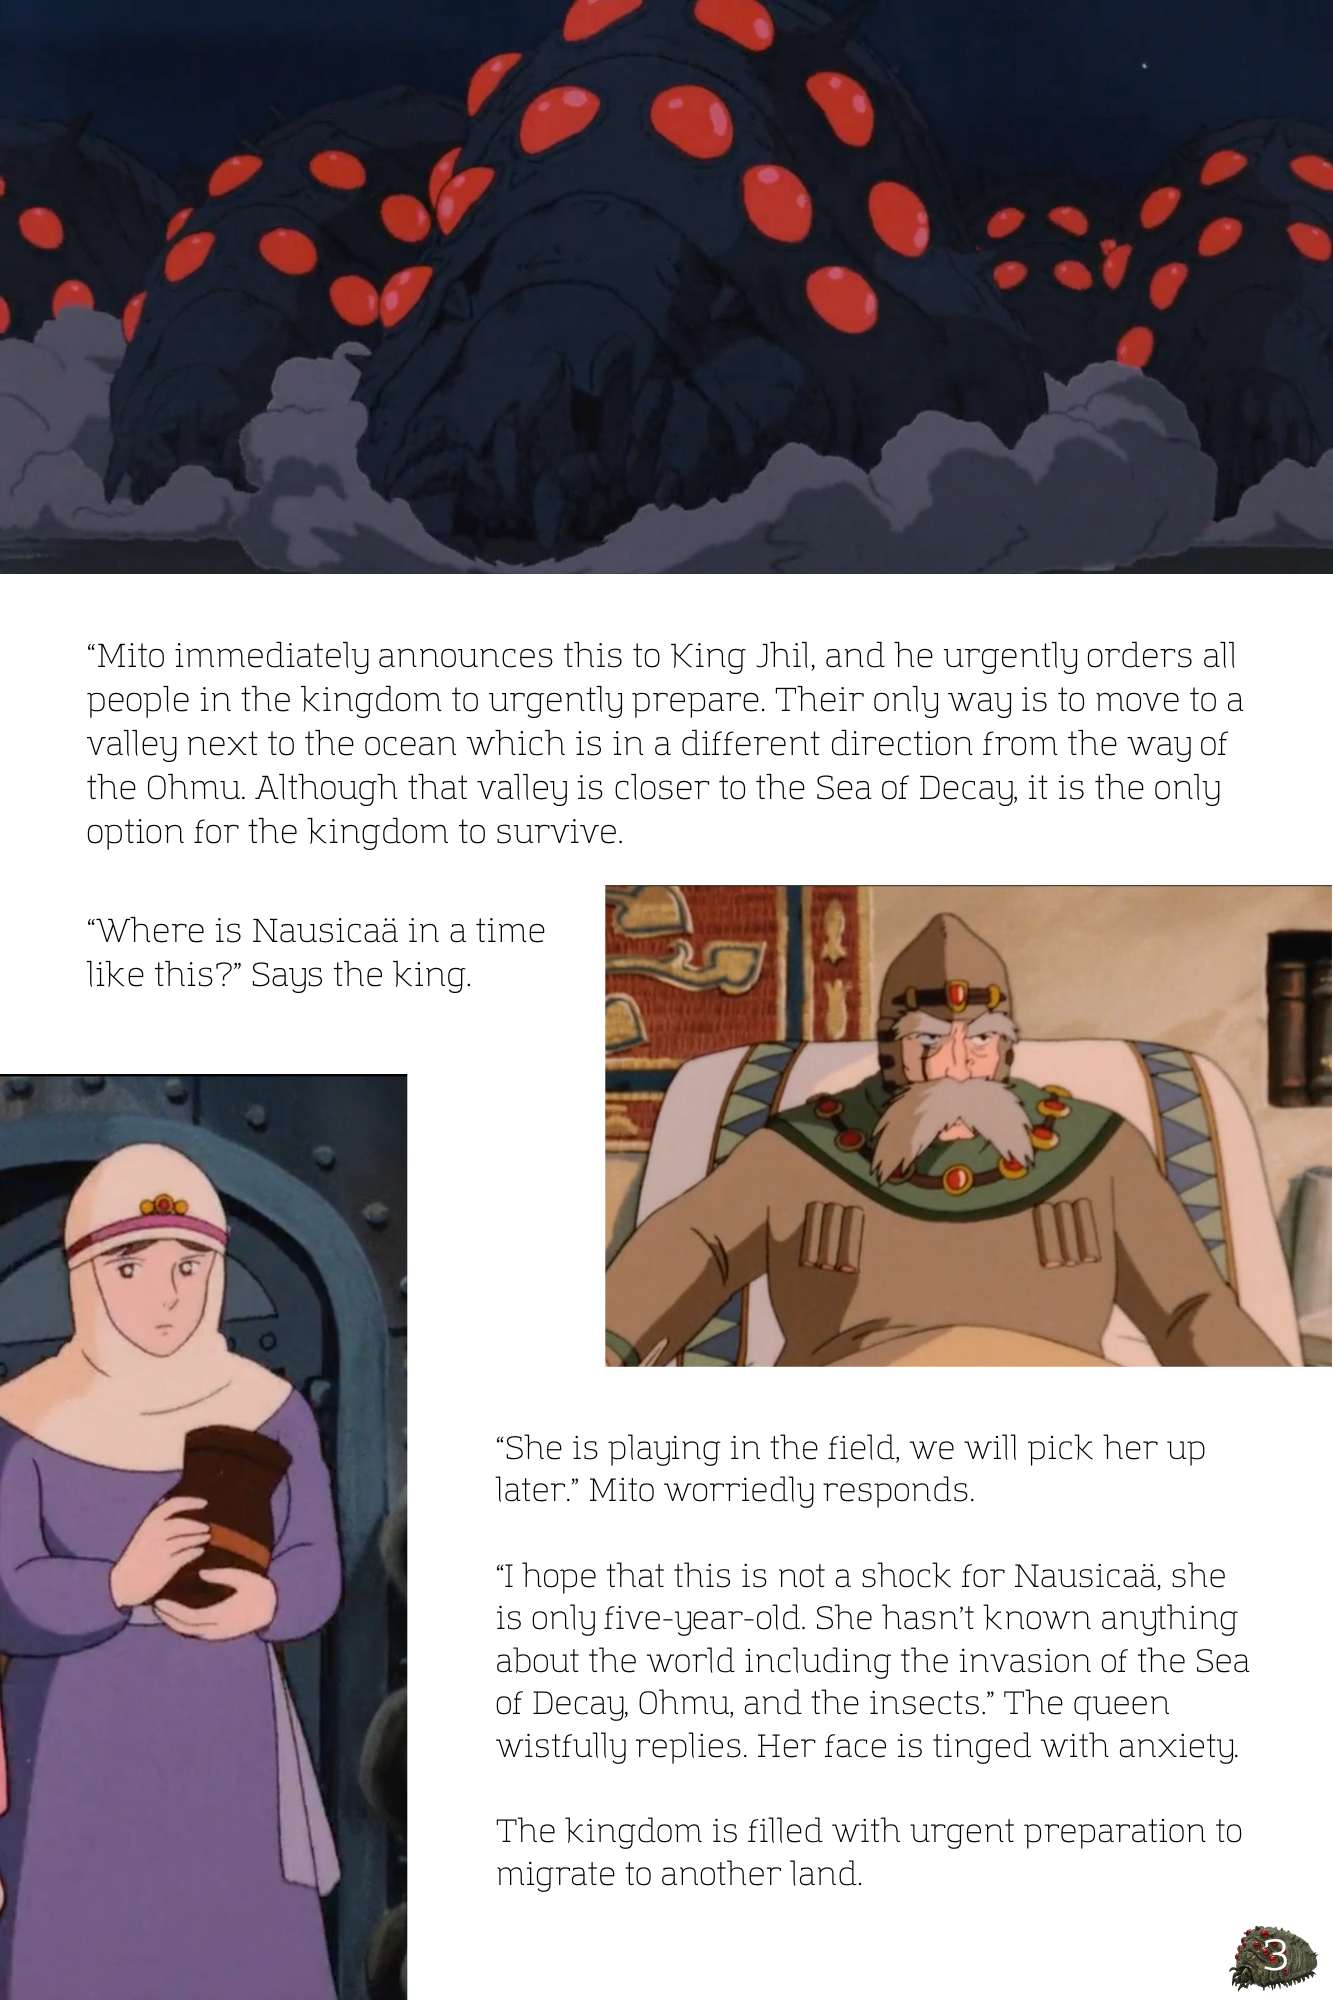 “Mito immediately announces this to King Jhil, and he urgently orders all
people in the kingdom to urgently prepare. Their only way is to move to a
valley next to the ocean which is in a different direction from the way of
the Ohmu. Although that valley is closer to the Sea of Decay, it is the only
option for the kingdom to survive.
“Where is Nausicaä in a time
like this?” Says the king.
“She is playing in the field, we will pick her up
later.” Mito worriedly responds.
“I hope that this is not a shock for Nausicaä, she
is only five-year-old. She hasn’t known anything
about the world including the invasion of the Sea
of Decay, Ohmu, and the insects.” The queen
wistfully replies. Her face is tinged with anxiety.
The kingdom is filled with urgent preparation to
migrate to another land.
3